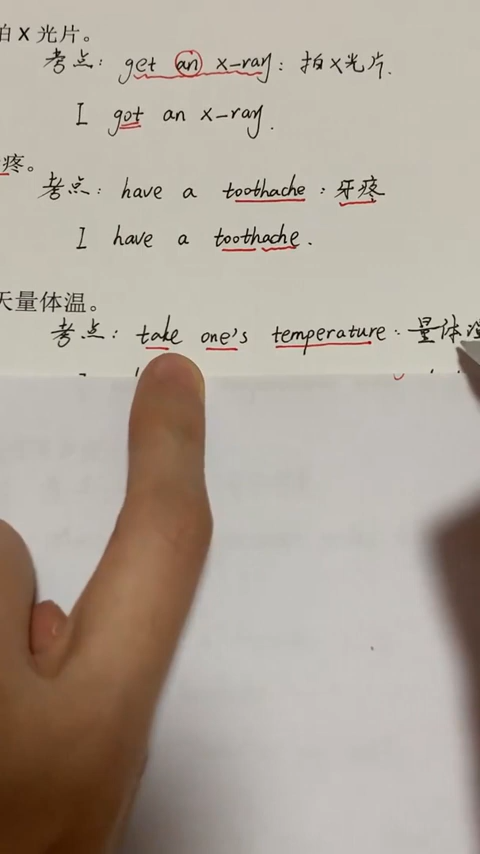 拍 X 光片。
考点：get an x-ray：拍X光片.
I got an x-ray.
疼。
考点：have a toothache：牙疼
I have a toothache.
天量体温。
考点：take one's temperature：量体温